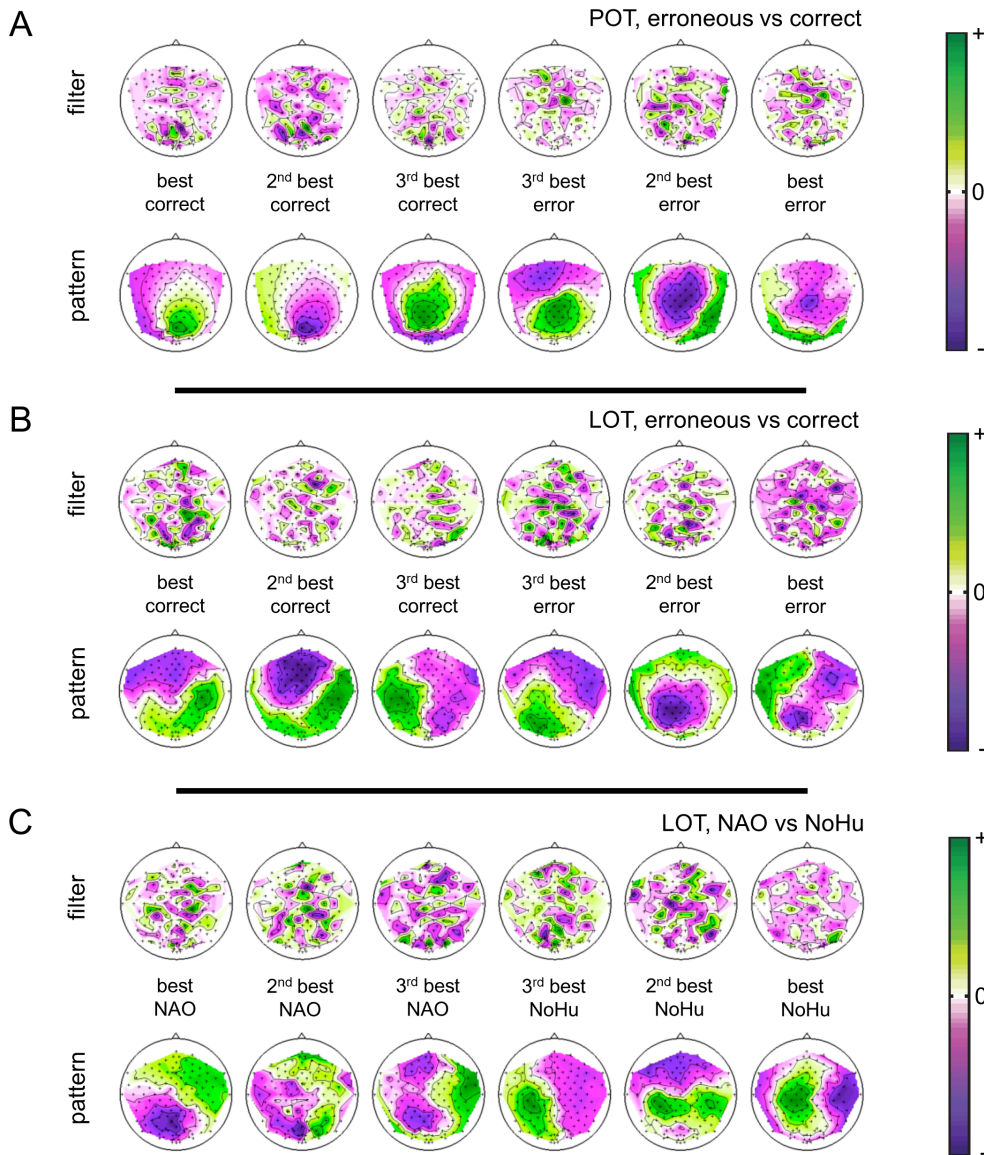 A
POT, erroneous vs correct
+
filter
best correct
2nd best correct
3rd best correct
3rd best error
2nd best error
best error
0
pattern
-
B
LOT, erroneous vs correct
+
filter
best correct
2nd best correct
3rd best correct
3rd best error
2nd best error
best error
0
pattern
-
C
LOT, NAO vs NoHu
+
filter
best NAO
2nd best NAO
3rd best NAO
3rd best NoHu
2nd best NoHu
best NoHu
0
pattern
-